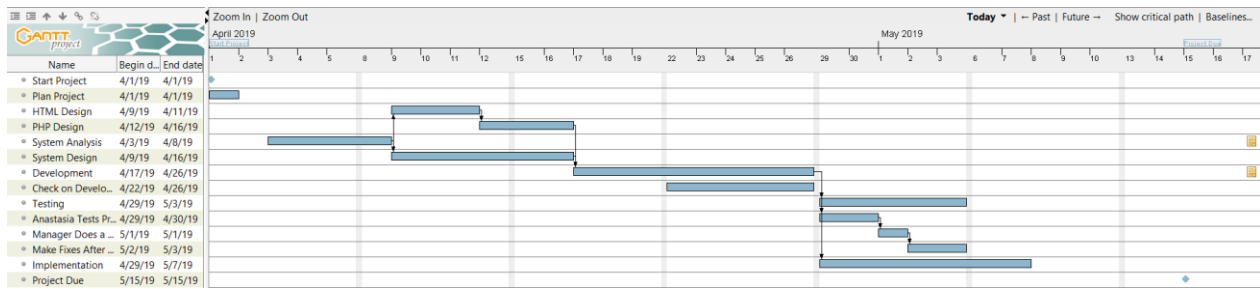 Zoom In | Zoom Out Today ▾ | ← Past | Future → Show critical path | Baselines...
GANTT project
April 2019 May 2019
Start Project Project Due
Name Begin d... End date
1 2 3 4 5 8 9 10 11 12 15 16 17 18 19 22 23 24 25 26 29 30 1 2 3 6 7 8 9 10 13 14 15 16 17
Start Project 4/1/19 4/1/19
Plan Project 4/1/19 4/1/19
HTML Design 4/9/19 4/11/19
PHP Design 4/12/19 4/16/19
System Analysis 4/3/19 4/8/19
System Design 4/9/19 4/16/19
Development 4/17/19 4/26/19
Check on Develo... 4/22/19 4/26/19
Testing 4/29/19 5/3/19
Anastasia Tests Pr... 4/29/19 4/30/19
Manager Does a ... 5/1/19 5/1/19
Make Fixes After ... 5/2/19 5/3/19
Implementation 4/29/19 5/7/19
Project Due 5/15/19 5/15/19